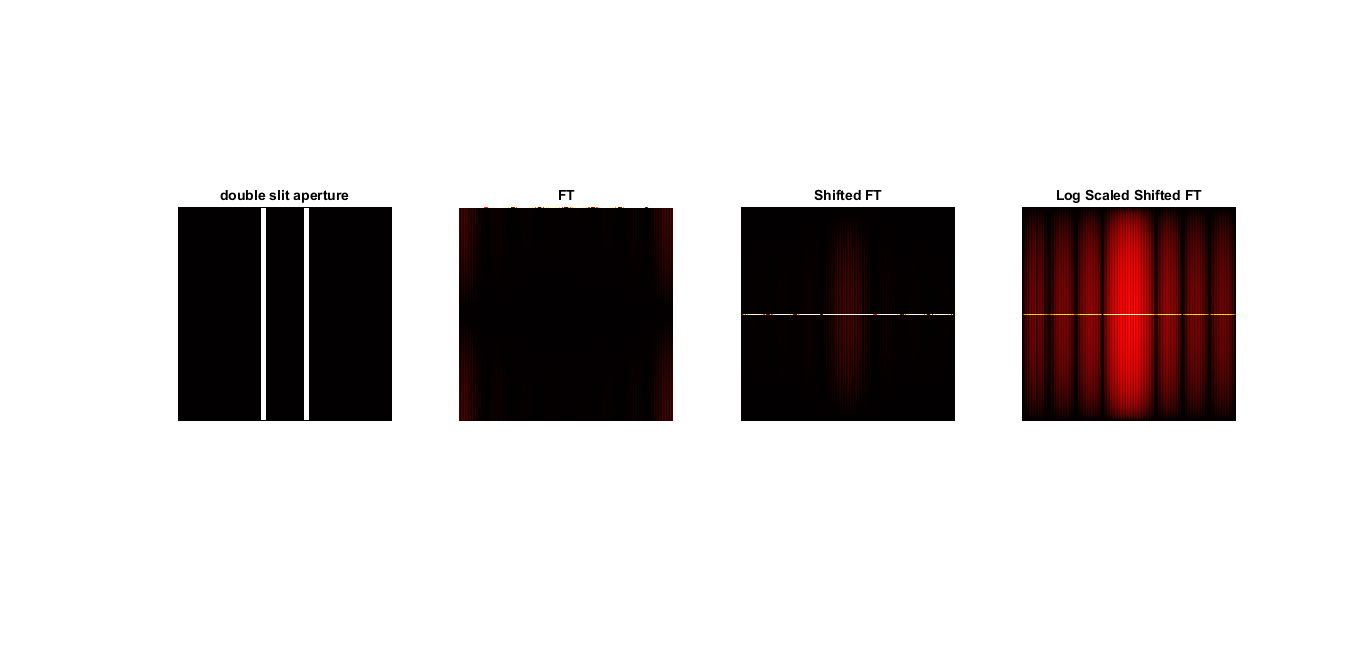 double slit aperture
FT
Shifted FT
Log Scaled Shifted FT